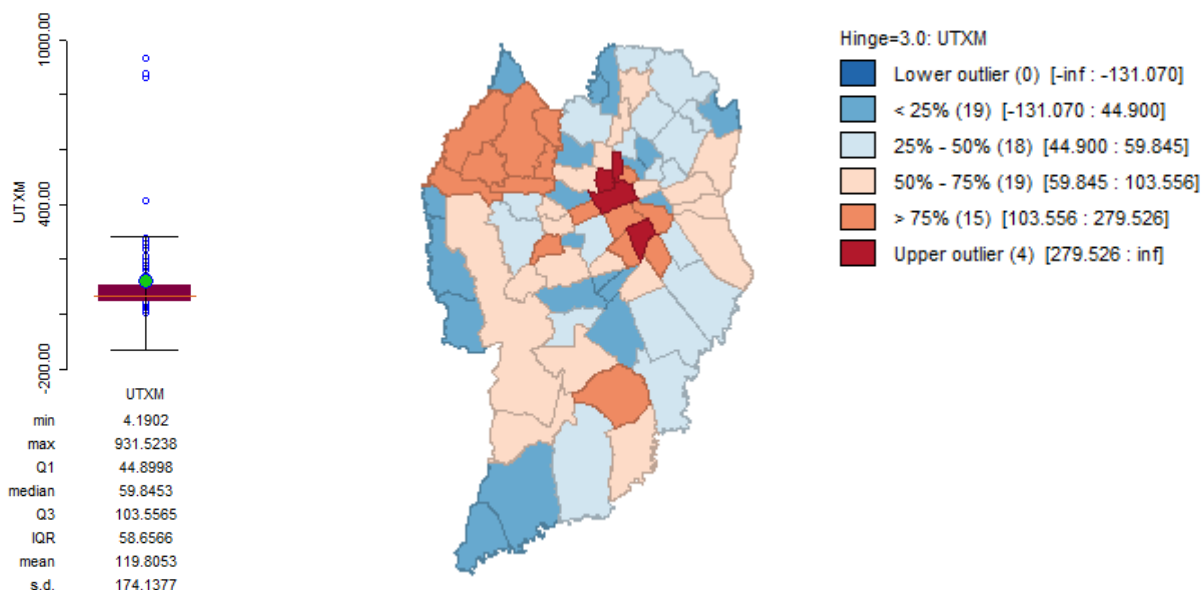 1000.00
400.00
-200.00
UTXM
UTXM
min 4.1902
max 931.5238
Q1 44.8998
median 59.8453
Q3 103.5565
IQR 58.6566
mean 119.8053
s.d. 174.1377
Hinge=3.0: UTXM
Lower outlier (0) [-inf : -131.070]
< 25% (19) [-131.070 : 44.900]
25% - 50% (18) [44.900 : 59.845]
50% - 75% (19) [59.845 : 103.556]
> 75% (15) [103.556 : 279.526]
Upper outlier (4) [279.526 : inf]